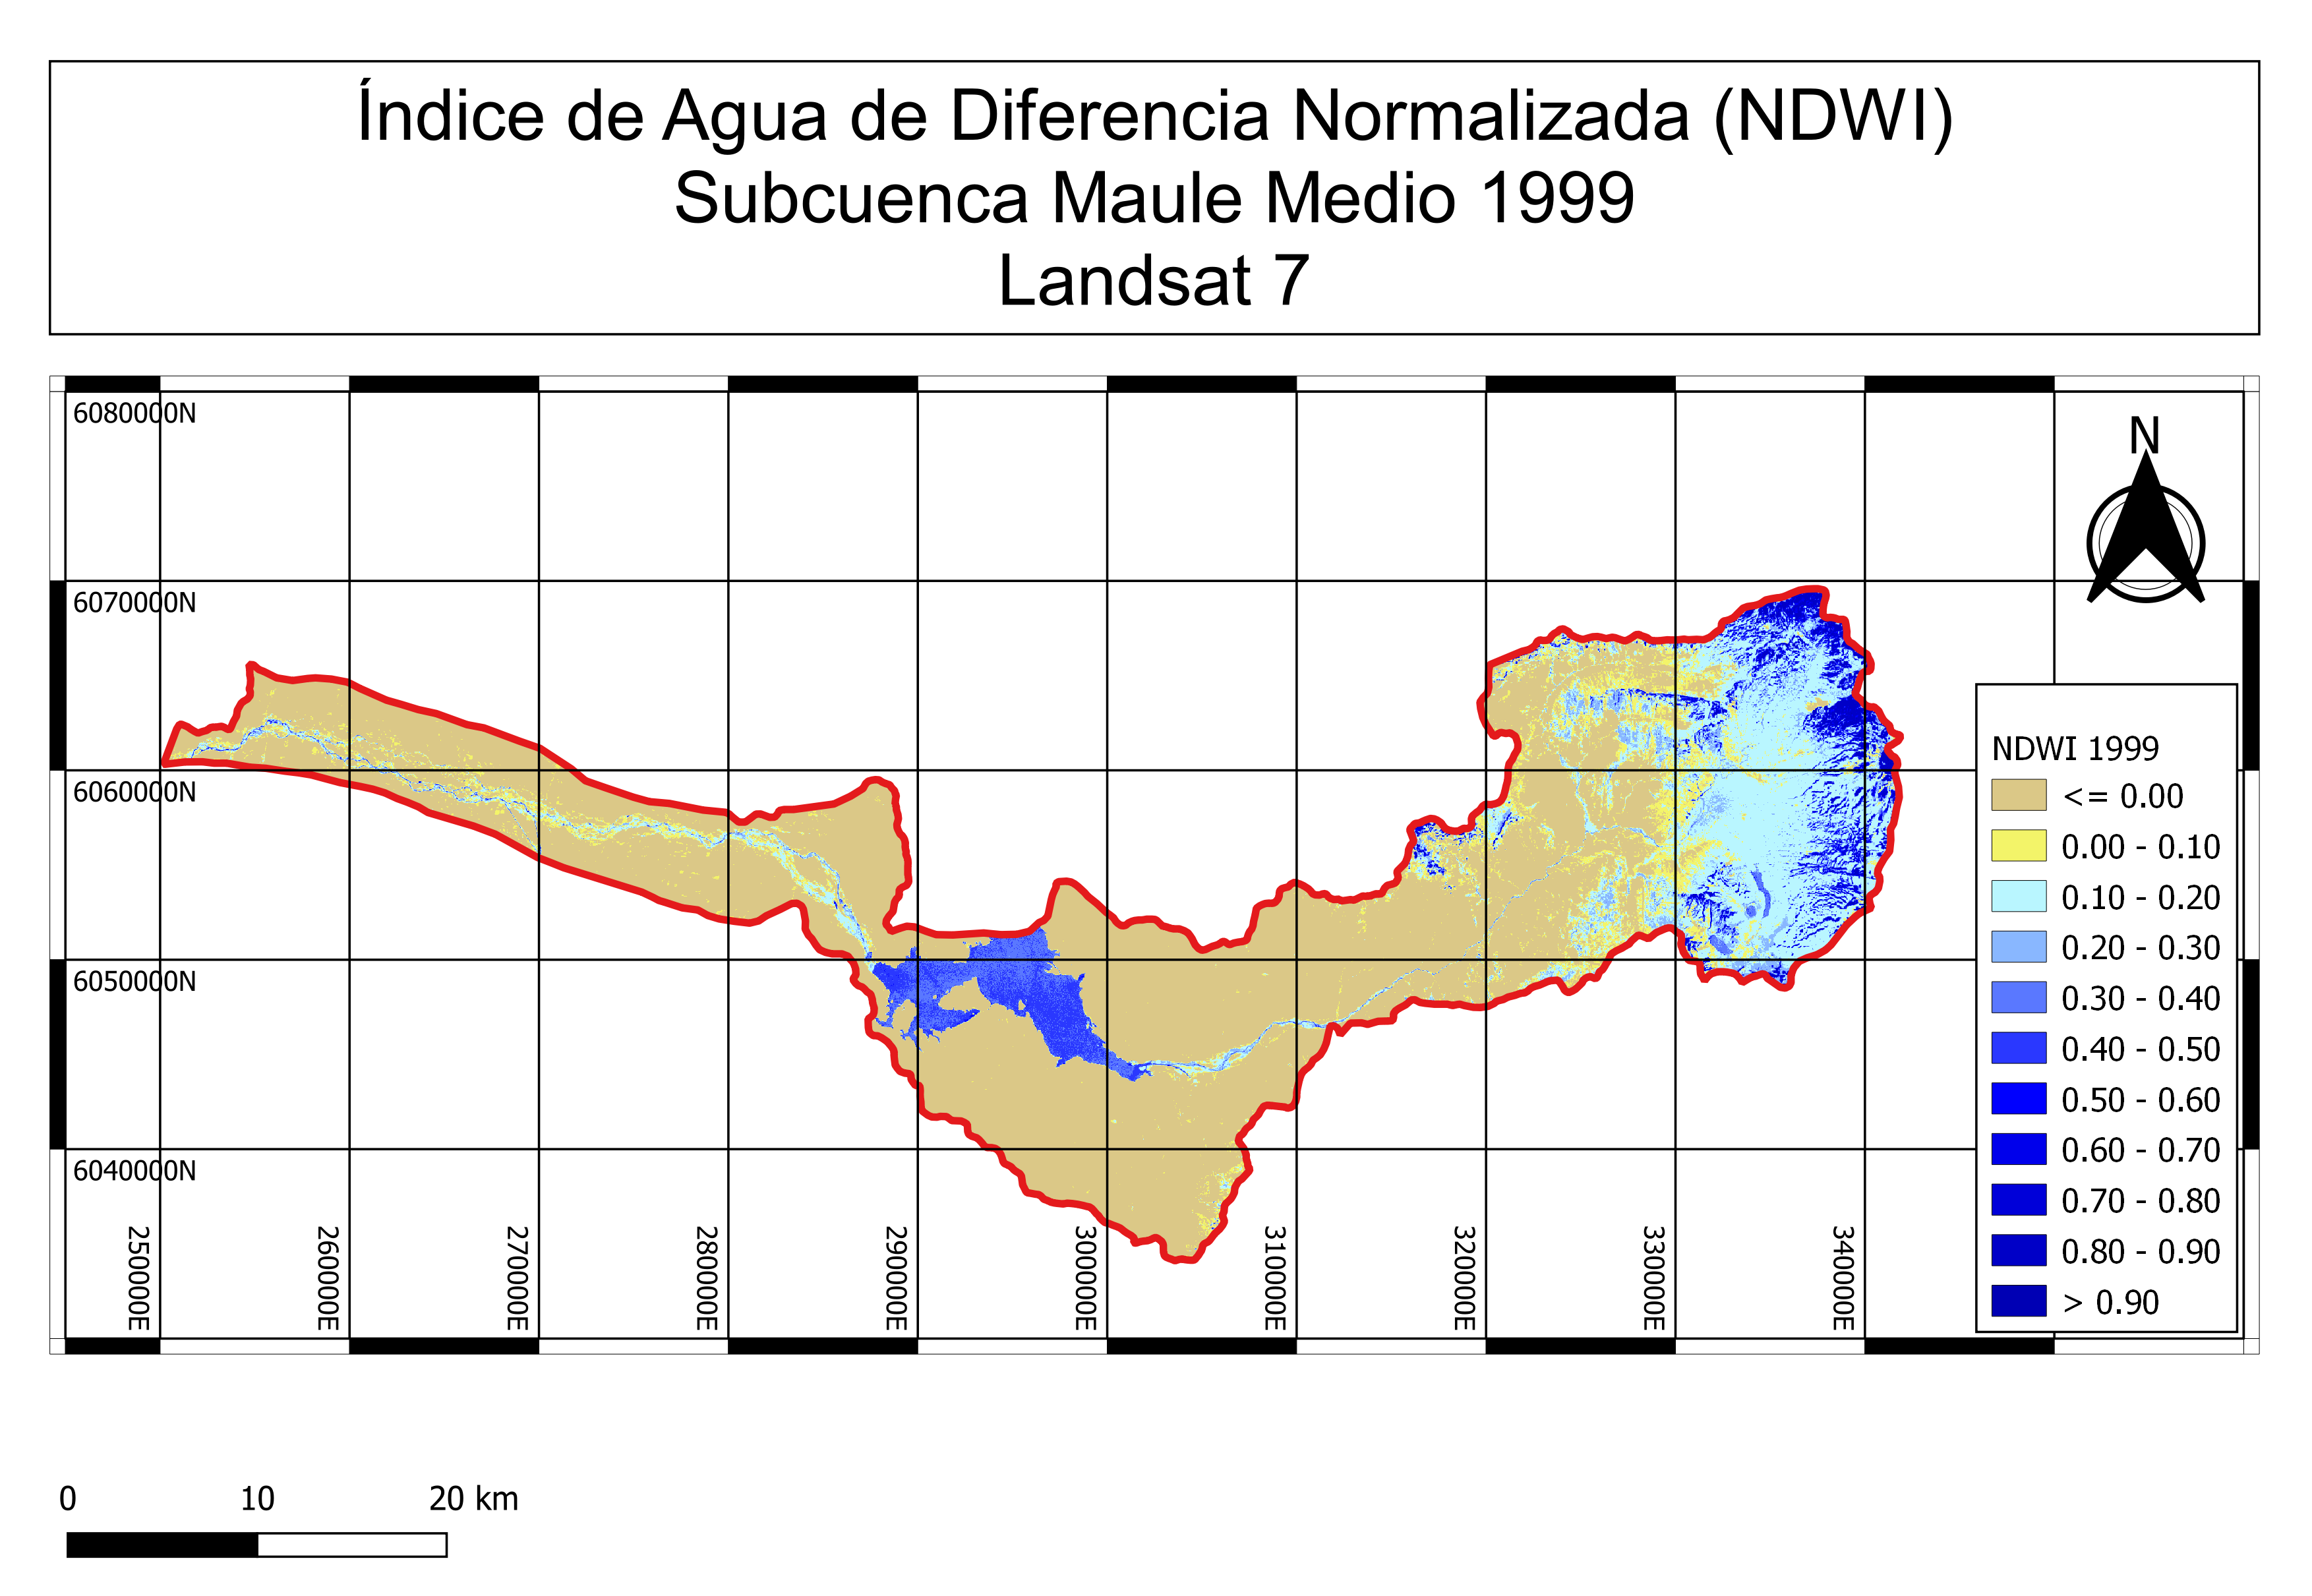 Índice de Agua de Diferencia Normalizada (NDWI)
Subcuenca Maule Medio 1999
Landsat 7
6080000N
N
6070000N
6060000N
6050000N
6040000N
250000E
260000E
270000E
280000E
290000E
300000E
310000E
320000E
330000E
340000E
NDWI 1999
<= 0.00
0.00 - 0.10
0.10 - 0.20
0.20 - 0.30
0.30 - 0.40
0.40 - 0.50
0.50 - 0.60
0.60 - 0.70
0.70 - 0.80
0.80 - 0.90
> 0.90
0 10 20 km